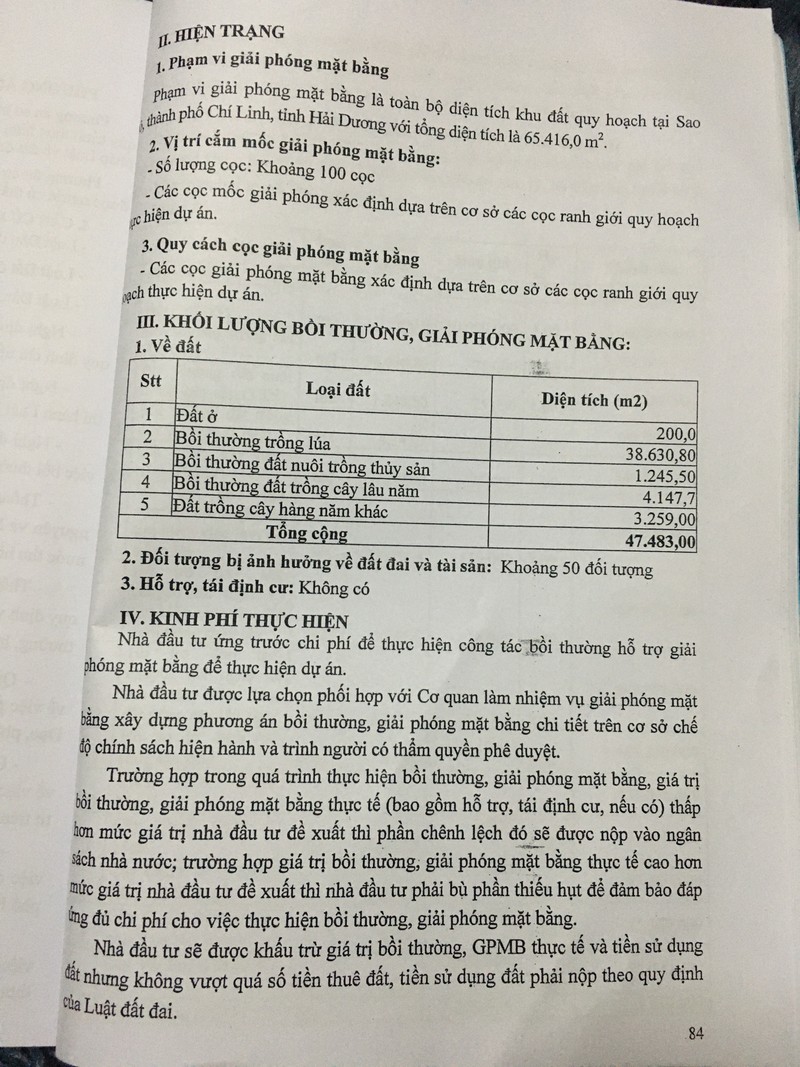 II. HIỆN TRẠNG
1. Phạm vi giải phóng mặt bằng
Phạm vi giải phóng mặt bằng là toàn bộ diện tích khu đất quy hoạch tại Sao
, thành phố Chí Linh, tỉnh Hải Dương với tổng diện tích là 65.416,0 m².
2. Vị trí cắm mốc giải phóng mặt bằng:
- Số lượng cọc: Khoảng 100 cọc
- Các cọc mốc giải phóng xác định dựa trên cơ sở các cọc ranh giới quy hoạch
hiện dự án.
3. Quy cách cọc giải phóng mặt bằng
- Các cọc giải phóng mặt bằng xác định dựa trên cơ sở các cọc ranh giới quy
hoạch thực hiện dự án.
III. KHỐI LƯỢNG BỒI THƯỜNG, GIẢI PHÓNG MẶT BẰNG:
1. Về đất
Stt Loại đất Diện tích (m2)
1 Đất ở 200,0
2 Bồi thường trồng lúa 38.630,80
3 Bồi thường đất nuôi trồng thủy sản 1.245,50
4 Bồi thường đất trồng cây lâu năm 4.147,7
5 Đất trồng cây hàng năm khác 3.259,00
Tổng cộng 47.483,00
2. Đối tượng bị ảnh hưởng về đất đai và tài sản: Khoảng 50 đối tượng
3. Hỗ trợ, tái định cư: Không có
IV. KINH PHÍ THỰC HIỆN
Nhà đầu tư ứng trước chi phí để thực hiện công tác bồi thường hỗ trợ giải
phóng mặt bằng để thực hiện dự án.
Nhà đầu tư được lựa chọn phối hợp với Cơ quan làm nhiệm vụ giải phóng mặt
bằng xây dựng phương án bồi thường, giải phóng mặt bằng chi tiết trên cơ sở chế
độ chính sách hiện hành và trình người có thẩm quyền phê duyệt.
Trường hợp trong quá trình thực hiện bồi thường, giải phóng mặt bằng, giá trị
bồi thường, giải phóng mặt bằng thực tế (bao gồm hỗ trợ, tái định cư, nếu có) thấp
hơn mức giá trị nhà đầu tư đề xuất thì phần chênh lệch đó sẽ được nộp vào ngân
sách nhà nước; trường hợp giá trị bồi thường, giải phóng mặt bằng thực tế cao hơn
mức giá trị nhà đầu tư đề xuất thì nhà đầu tư phải bù phần thiếu hụt để đảm bảo đáp
ứng đủ chi phí cho việc thực hiện bồi thường, giải phóng mặt bằng.
Nhà đầu tư sẽ được khấu trừ giá trị bồi thường, GPMB thực tế và tiền sử dụng
đất nhưng không vượt quá số tiền thuê đất, tiền sử dụng đất phải nộp theo quy định
của Luật đất đai.
84